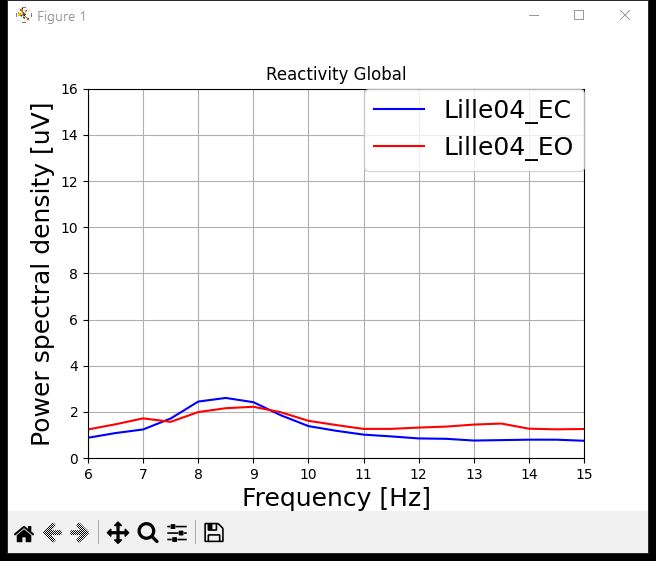 Figure 1
Reactivity Global
Lille04_EC
Lille04_EO
Power spectral density [uV]
16
14
12
10
8
6
4
2
0
6 7 8 9 10 11 12 13 14 15
Frequency [Hz]